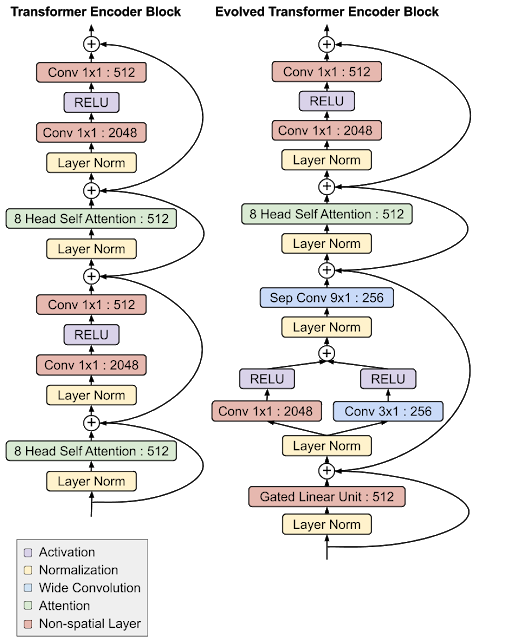 Transformer Encoder Block
+
Conv 1x1 : 512
RELU
Conv 1x1 : 2048
Layer Norm
+
8 Head Self Attention : 512
Layer Norm
+
Conv 1x1 : 512
RELU
Conv 1x1 : 2048
Layer Norm
+
8 Head Self Attention : 512
Layer Norm
Evolved Transformer Encoder Block
+
Conv 1x1 : 512
RELU
Conv 1x1 : 2048
Layer Norm
+
8 Head Self Attention : 512
Layer Norm
+
Sep Conv 9x1 : 256
Layer Norm
+
RELU
RELU
Conv 1x1 : 2048
Conv 3x1 : 256
Layer Norm
+
Gated Linear Unit : 512
Layer Norm
Activation
Normalization
Wide Convolution
Attention
Non-spatial Layer